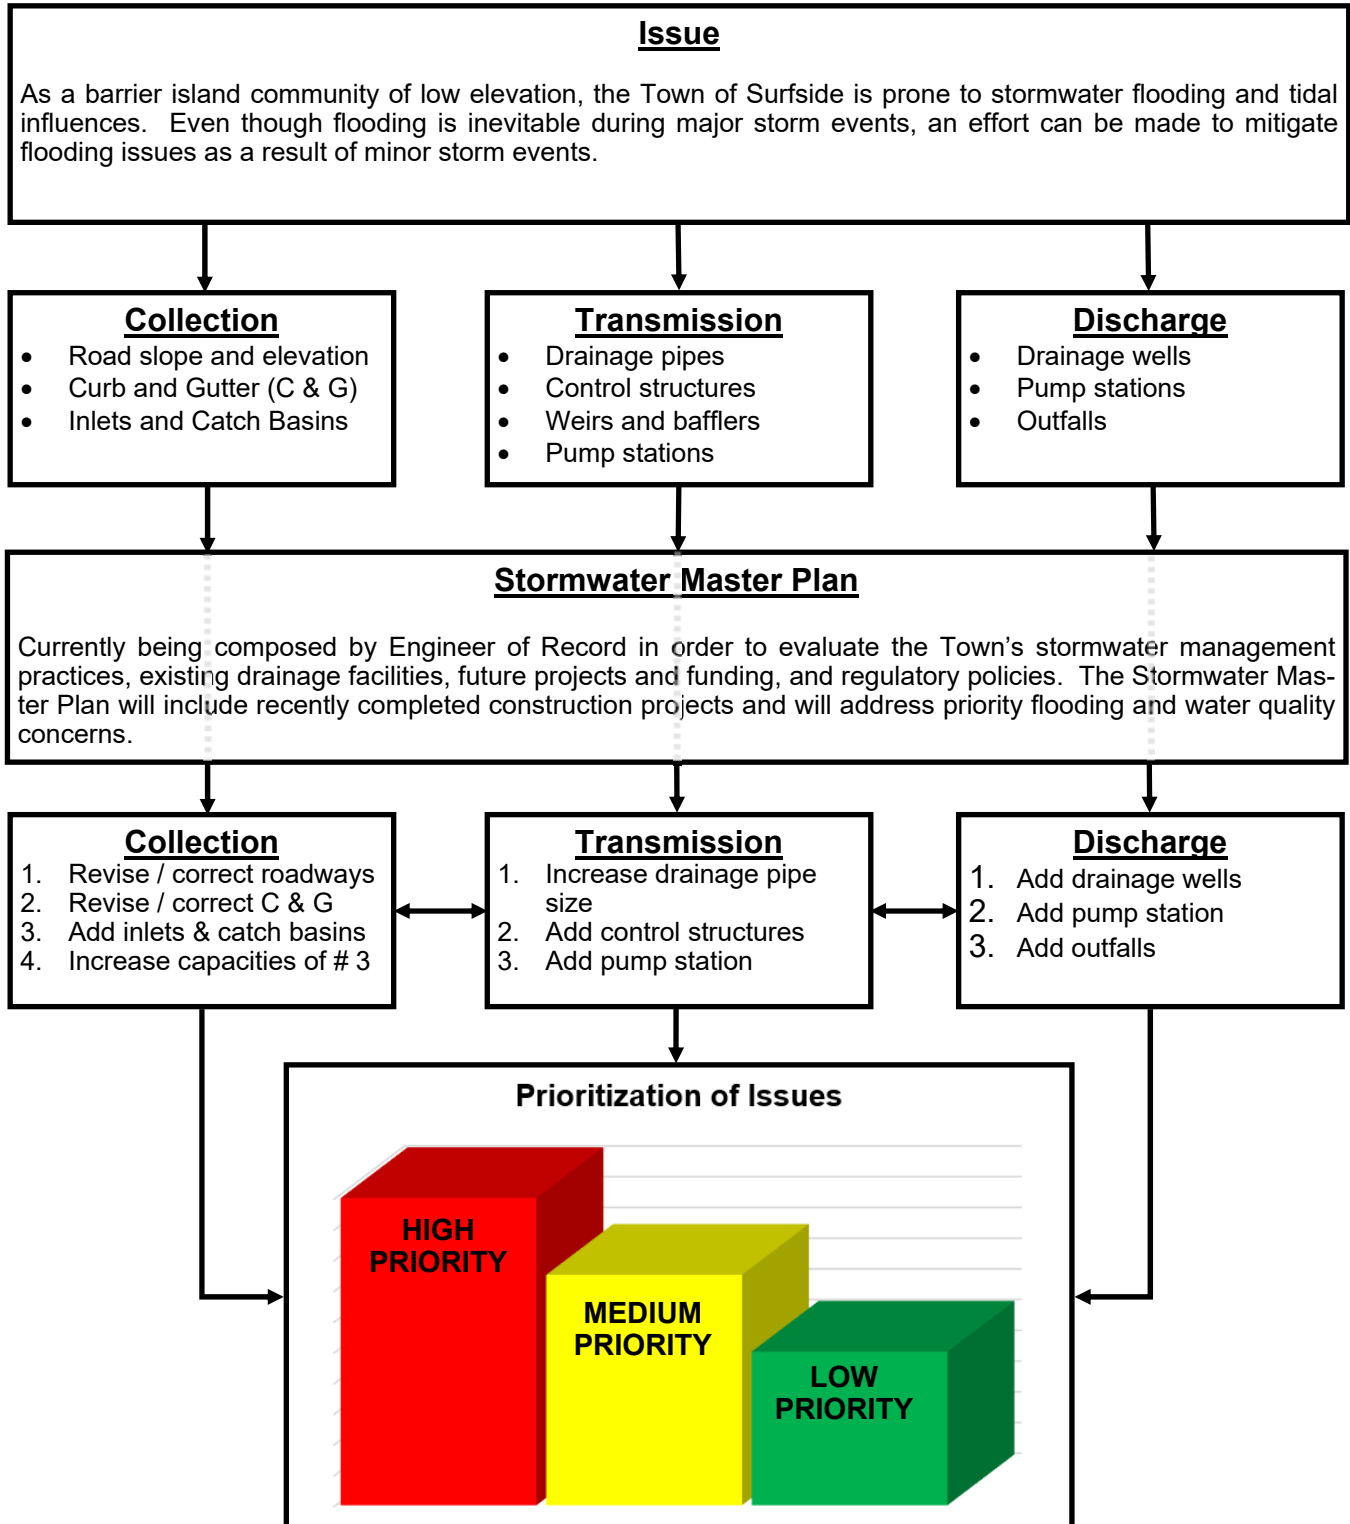 Issue
As a barrier island community of low elevation, the Town of Surfside is prone to stormwater flooding and tidal
influences. Even though flooding is inevitable during major storm events, an effort can be made to mitigate
flooding issues as a result of minor storm events.
Collection
• Road slope and elevation
• Curb and Gutter (C & G)
• Inlets and Catch Basins
Transmission
• Drainage pipes
• Control structures
• Weirs and bafflers
• Pump stations
Discharge
• Drainage wells
• Pump stations
• Outfalls
Stormwater Master Plan
Currently being composed by Engineer of Record in order to evaluate the Town's stormwater management
practices, existing drainage facilities, future projects and funding, and regulatory policies. The Stormwater Mas-
ter Plan will include recently completed construction projects and will address priority flooding and water quality
concerns.
Collection
1. Revise / correct roadways
2. Revise / correct C & G
3. Add inlets & catch basins
4. Increase capacities of # 3
Transmission
1. Increase drainage pipe
size
2. Add control structures
3. Add pump station
Discharge
1. Add drainage wells
2. Add pump station
3. Add outfalls
Prioritization of Issues
HIGH
PRIORITY
MEDIUM
PRIORITY
LOW
PRIORITY